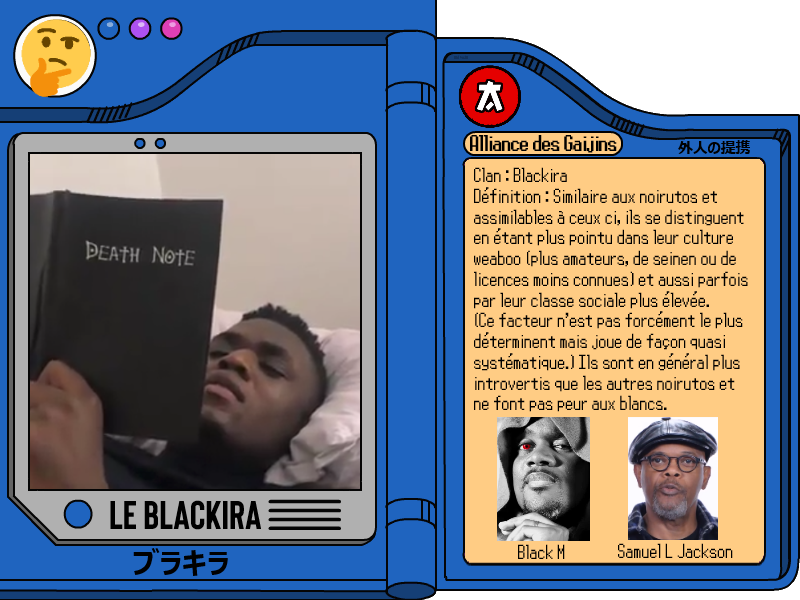 DEATH NOTE
LE BLACKIRA
ブラキラ
Alliance des Gaijins
外人の提携
Clan : Blackira
Définition : Similaire aux noirutos et
assimilables à ceux ci, ils se distinguent
en étant plus pointu dans leur culture
weaboo (plus amateurs, de seinen ou de
licences moins connues) et aussi parfois
par leur classe sociale plus élevée.
(Ce facteur n'est pas forcément le plus
déterminent mais joue de façon quasi
systématique.) Ils sont en général plus
introvertis que les autres noirutos et
ne font pas peur aux blancs.
Black M
Samuel L Jackson